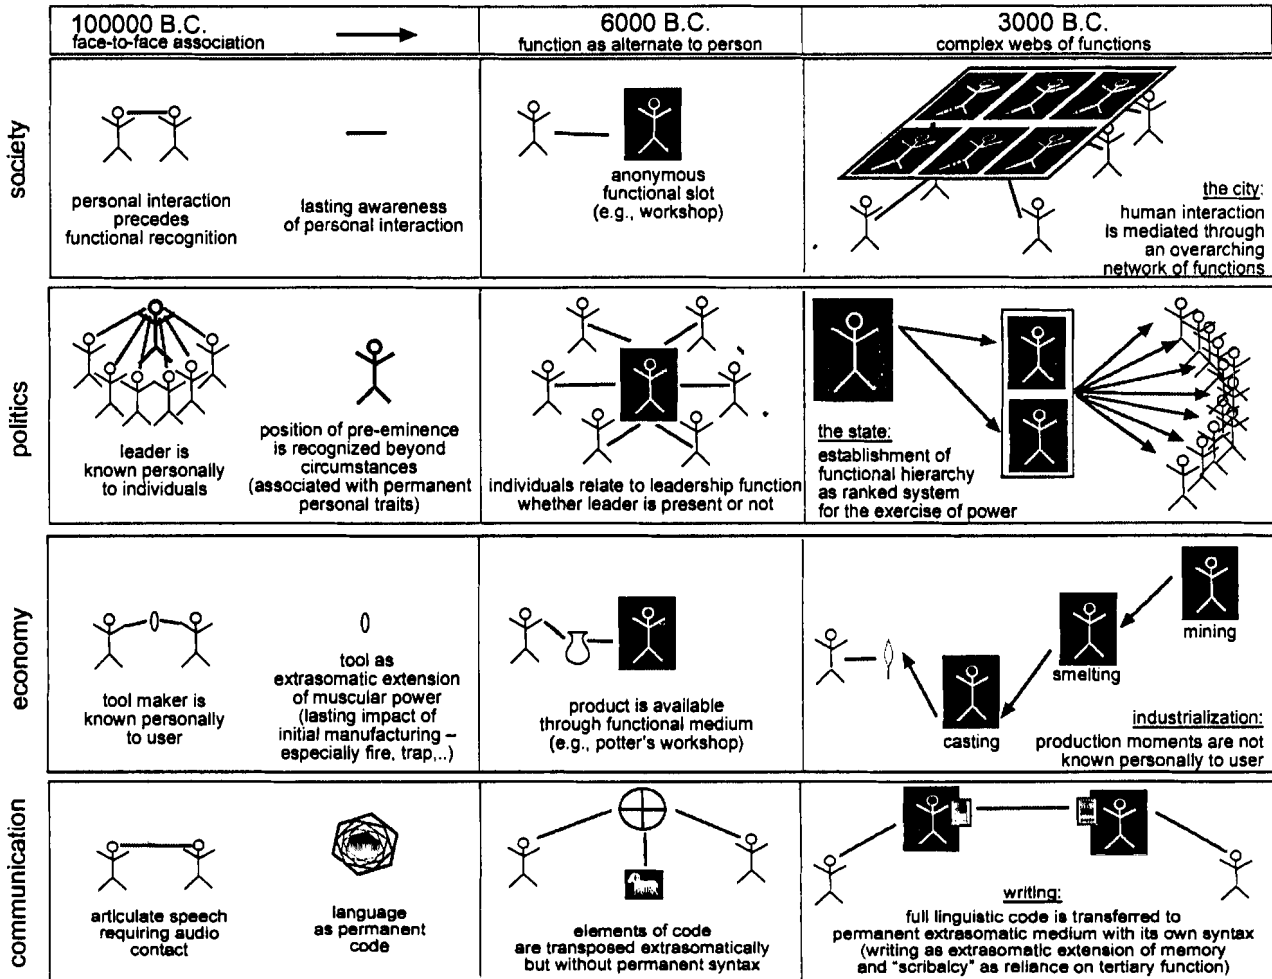 100000 B.C.
face-to-face association
6000 B.C.
function as alternate to person
3000 B.C.
complex webs of functions
society
personal interaction
precedes
functional recognition
lasting awareness
of personal interaction
anonymous
functional slot
(e.g., workshop)
the city:
human interaction
is mediated through
an overarching
network of functions
politics
leader is
known personally
to individuals
position of pre-eminence
is recognized beyond
circumstances
(associated with permanent
personal traits)
individuals relate to leadership function
whether leader is present or not
the state:
establishment of
functional hierarchy
as ranked system
for the exercise of power
economy
tool maker is
known personally
to user
tool as
extrasomatic extension
of muscular power
(lasting impact of
initial manufacturing –
especially fire, trap,..)
product is available
through functional medium
(e.g., potter's workshop)
mining
smelting
casting
industrialization:
production moments are not
known personally to user
communication
articulate speech
requiring audio
contact
language
as permanent
code
elements of code
are transposed extrasomatically
but without permanent syntax
writing:
full linguistic code is transferred to
permanent extrasomatic medium with its own syntax
(writing as extrasomatic extension of memory
and "scribalcy" as reliance on tertiary function)